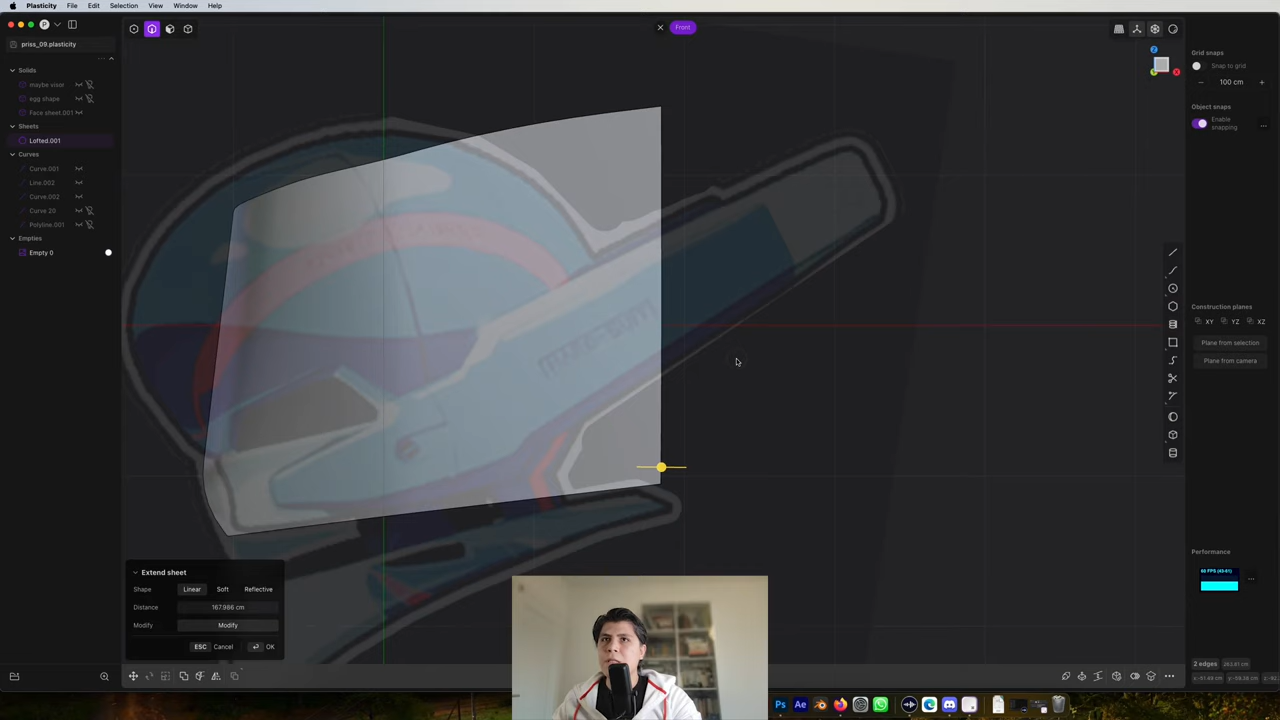 Plasticity File Edit Selection View Window Help
priss_09.plasticity
Solids
maybe visor
egg shape
Face sheet.001
Sheets
Lofted.001
Curves
Curve.001
Line.002
Curve.002
Curve 20
Polyline.001
Empties
Empty 0
P
Front
Z
X
Grid snaps
Snap to grid
100 cm
Object snaps
Enable
snapping
Construction planes
XY YZ XZ
Plane from selection
Plane from camera
Performance
Extend sheet
Shape Linear Soft Reflective
Distance 167.986 cm
Modify Modify
ESC Cancel OK
2 edges
Ps Ae